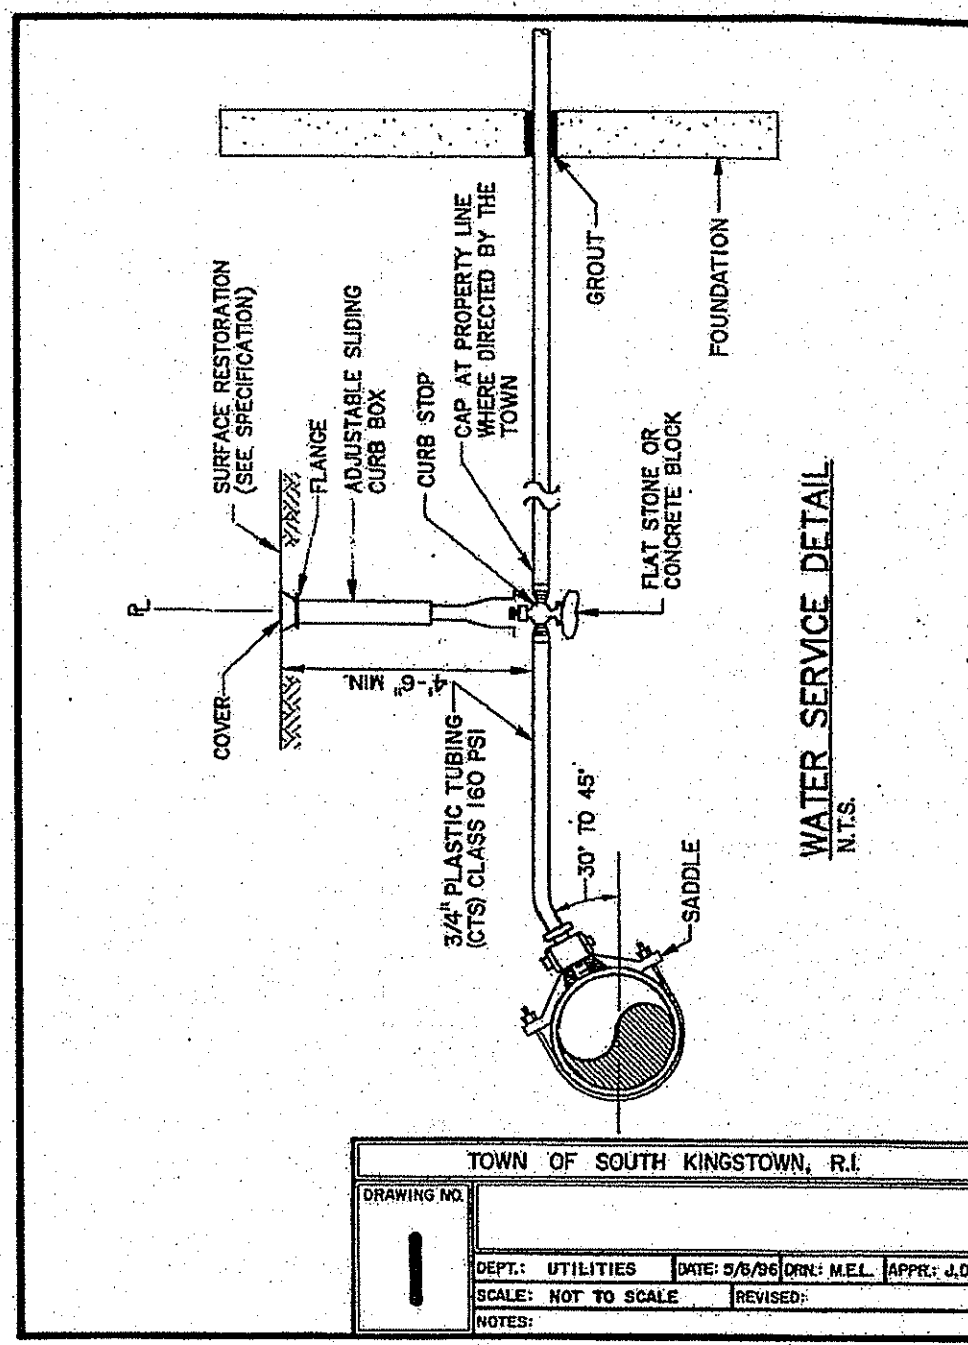 SURFACE RESTORATION
(SEE SPECIFICATION)
FLANGE
ADJUSTABLE SLIDING
CURB BOX
CURB STOP
CAP AT PROPERTY LINE
WHERE DIRECTED BY THE
TOWN
GROUT
FOUNDATION
FLAT STONE OR
CONCRETE BLOCK
PL
COVER
4'-6" MIN.
3/4" PLASTIC TUBING
(CTS) CLASS 160 PSI
30° TO 45°
SADDLE
WATER SERVICE DETAIL
N.T.S.
TOWN OF SOUTH KINGSTOWN, R.I.
DRAWING NO.
1
DEPT.: UTILITIES
DATE: 5/6/96
DRN.: M.E.L.
APPR.: J.D
SCALE: NOT TO SCALE
REVISED:
NOTES: